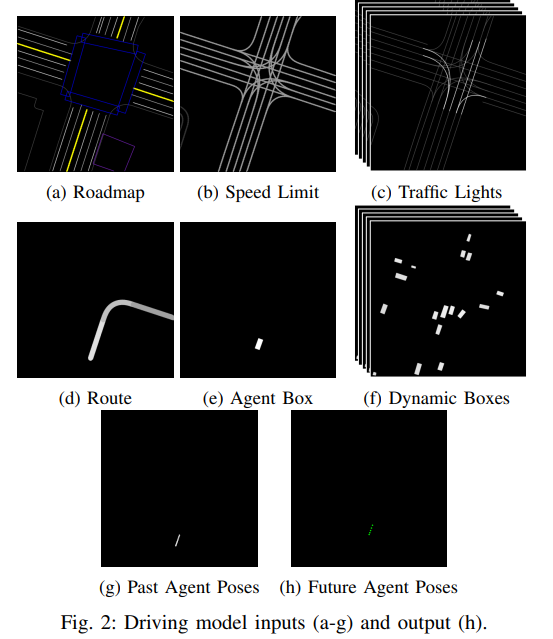 (a) Roadmap
(b) Speed Limit
(c) Traffic Lights
(d) Route
(e) Agent Box
(f) Dynamic Boxes
(g) Past Agent Poses
(h) Future Agent Poses
Fig. 2: Driving model inputs (a-g) and output (h).